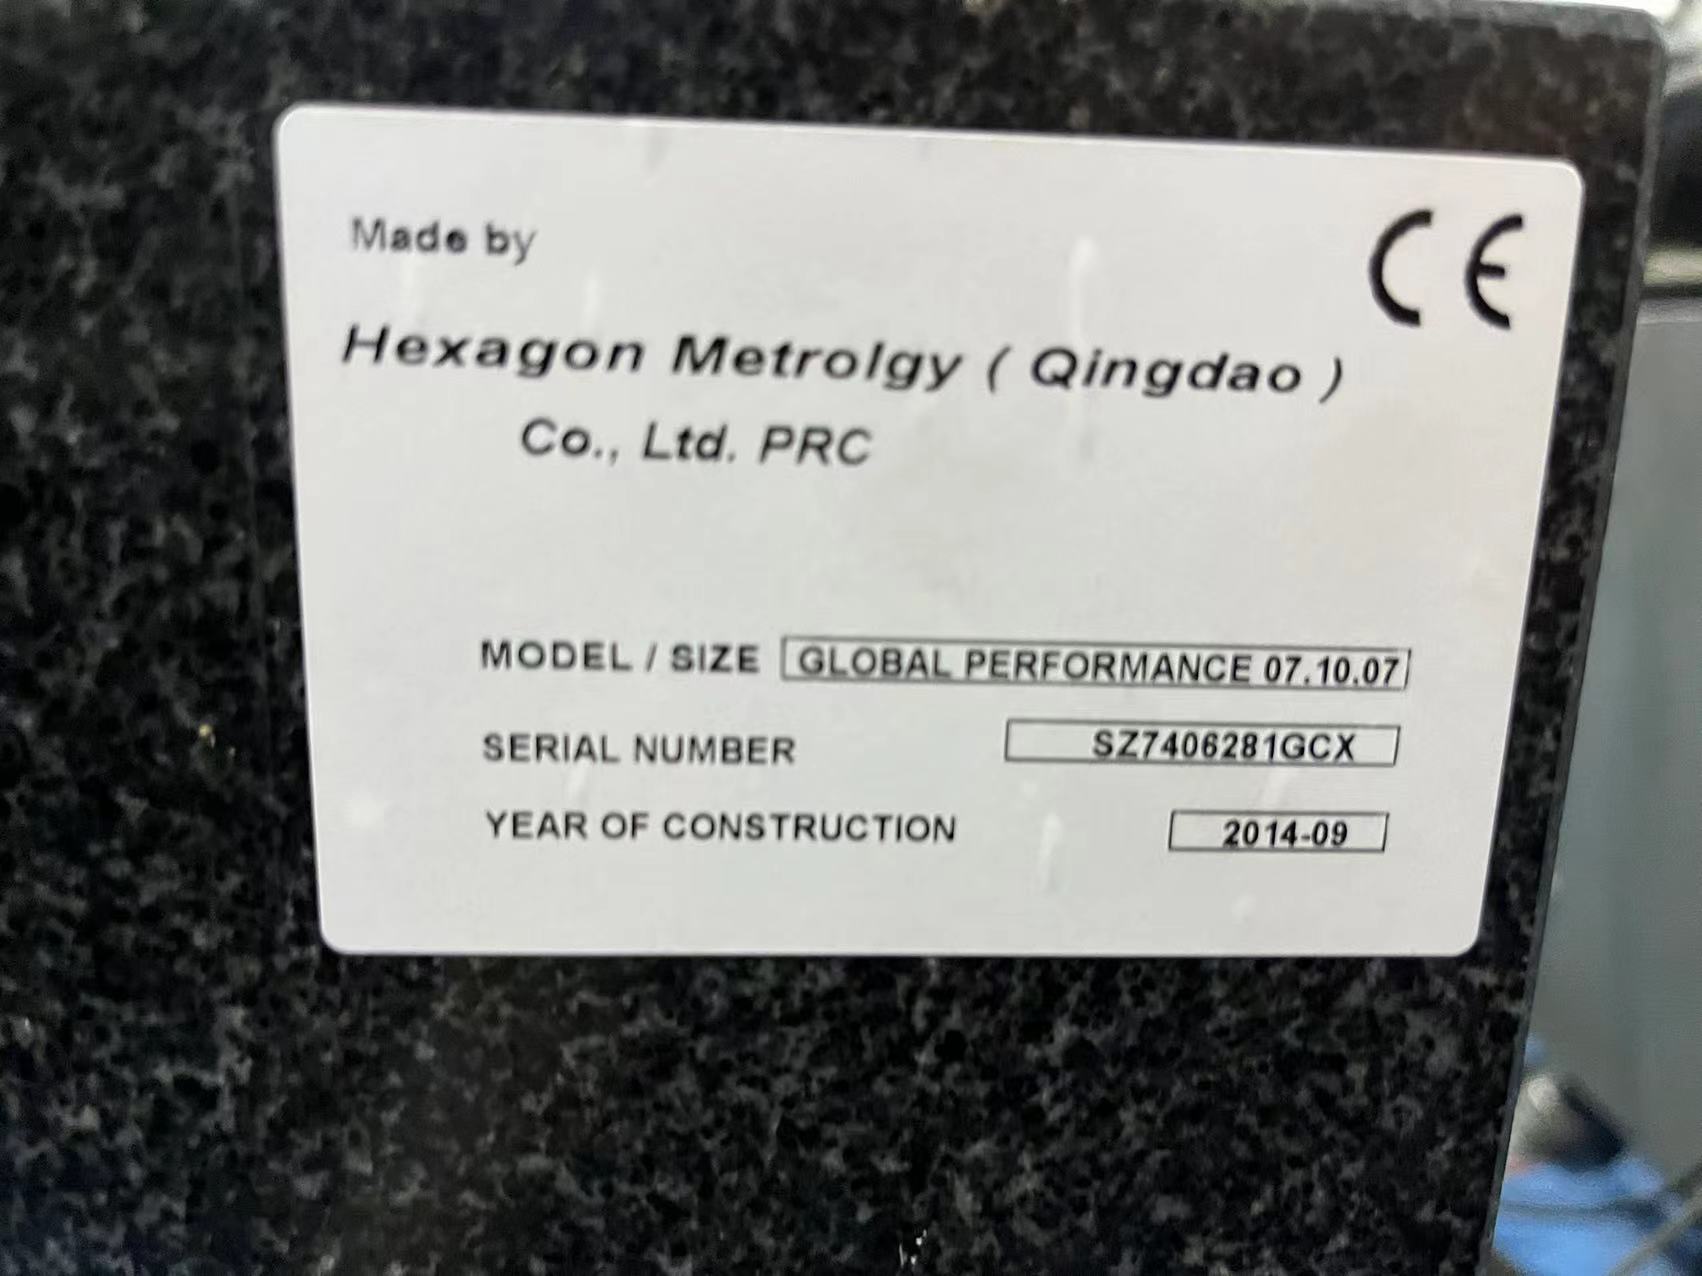 Made by
CE
Hexagon Metrolgy ( Qingdao )
Co., Ltd. PRC
MODEL / SIZE GLOBAL PERFORMANCE 07.10.07
SERIAL NUMBER SZ7406281GCX
YEAR OF CONSTRUCTION 2014-09